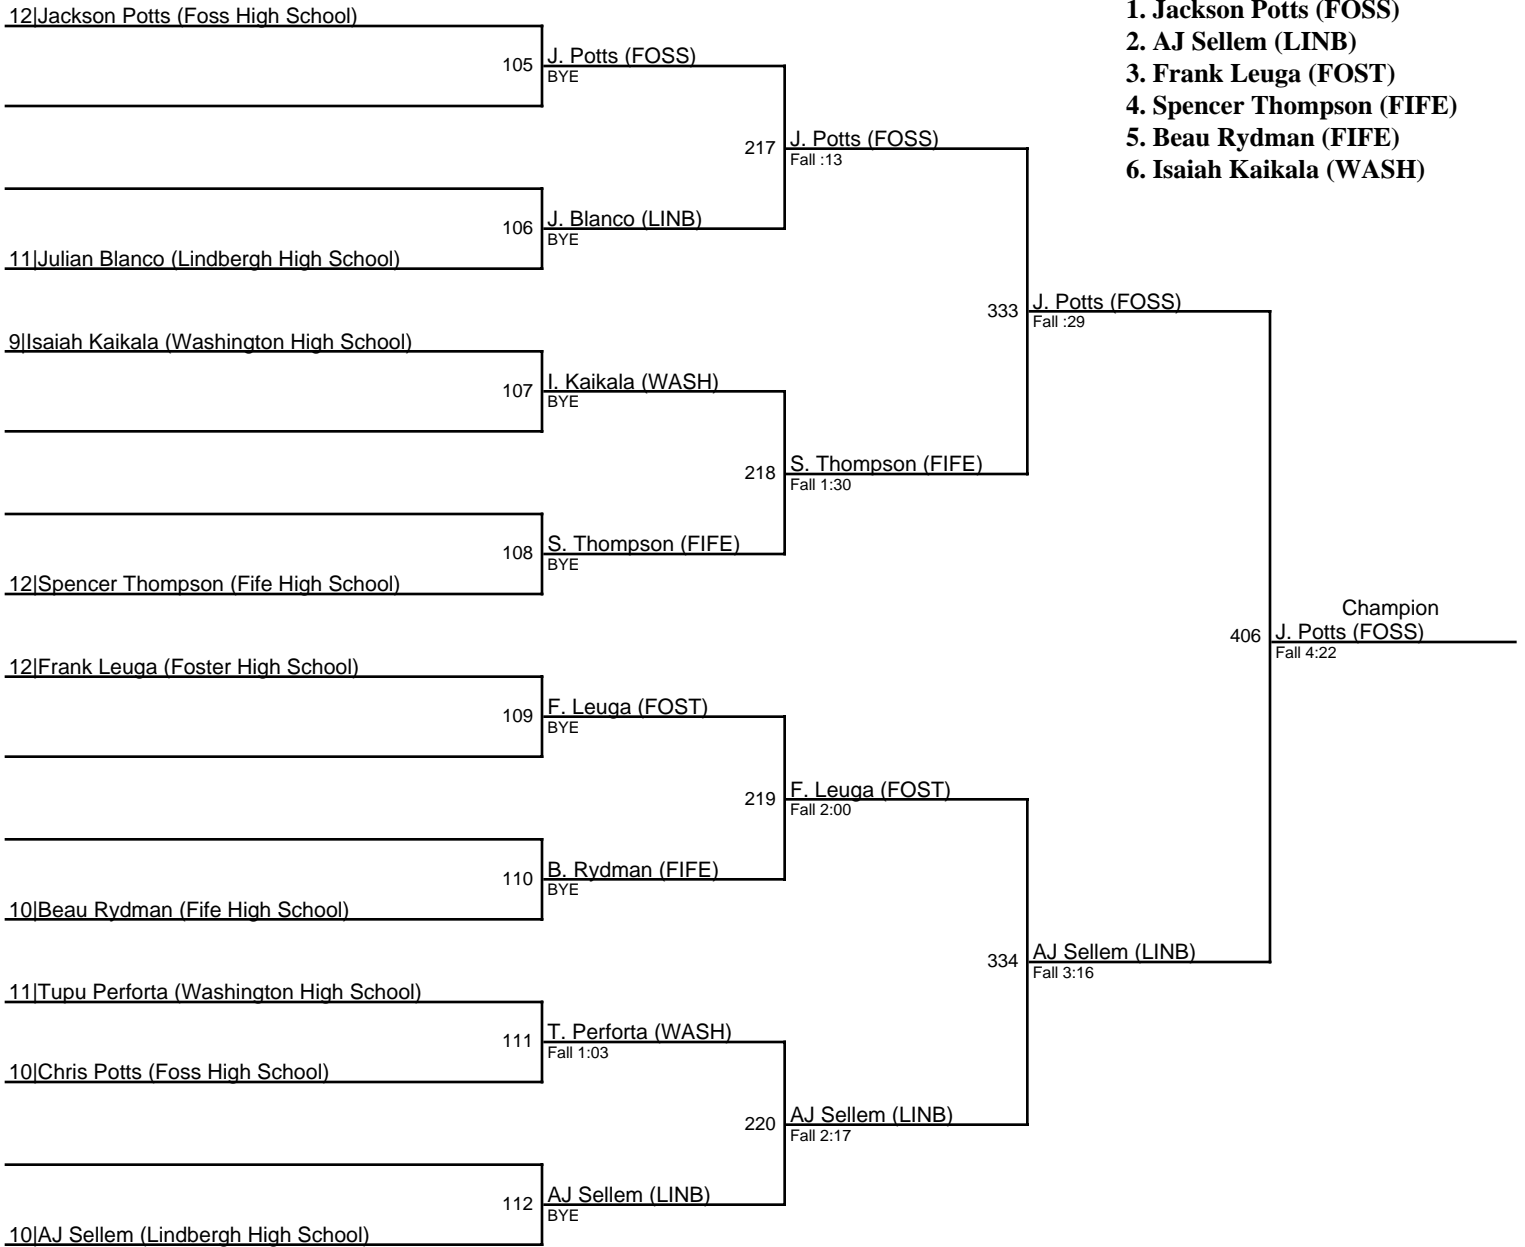 12|Jackson Potts (Foss High School)
105
J. Potts (FOSS)
BYE
217
J. Potts (FOSS)
Fall :13
106
J. Blanco (LINB)
BYE
11|Julian Blanco (Lindbergh High School)
333
J. Potts (FOSS)
Fall :29
9|Isaiah Kaikala (Washington High School)
107
I. Kaikala (WASH)
BYE
218
S. Thompson (FIFE)
Fall 1:30
108
S. Thompson (FIFE)
BYE
12|Spencer Thompson (Fife High School)
406
Champion
J. Potts (FOSS)
Fall 4:22
12|Frank Leuga (Foster High School)
109
F. Leuga (FOST)
BYE
219
F. Leuga (FOST)
Fall 2:00
110
B. Rydman (FIFE)
BYE
10|Beau Rydman (Fife High School)
334
AJ Sellem (LINB)
Fall 3:16
11|Tupu Perforta (Washington High School)
111
T. Perforta (WASH)
Fall 1:03
10|Chris Potts (Foss High School)
220
AJ Sellem (LINB)
Fall 2:17
112
AJ Sellem (LINB)
BYE
10|AJ Sellem (Lindbergh High School)
1. Jackson Potts (FOSS)
2. AJ Sellem (LINB)
3. Frank Leuga (FOST)
4. Spencer Thompson (FIFE)
5. Beau Rydman (FIFE)
6. Isaiah Kaikala (WASH)